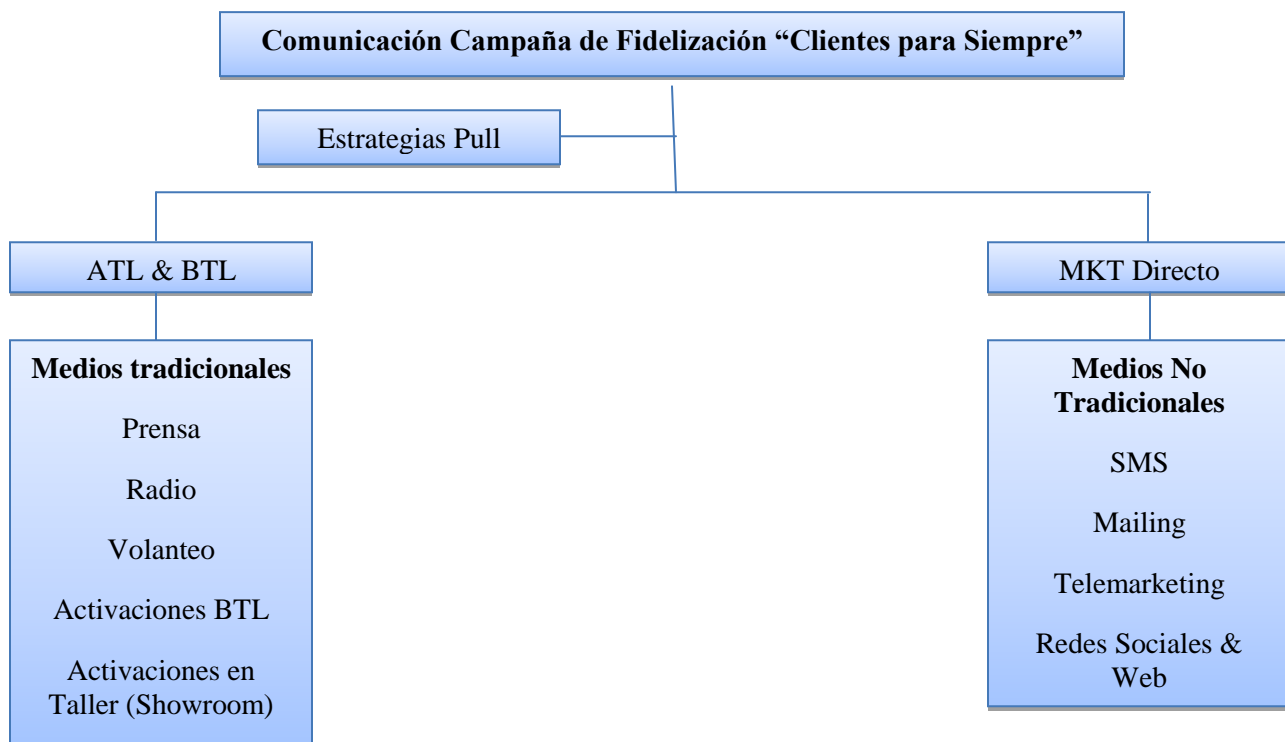 Comunicación Campaña de Fidelización “Clientes para Siempre”
Estrategias Pull
ATL & BTL
MKT Directo
Medios tradicionales
Prensa
Radio
Volanteo
Activaciones BTL
Activaciones en
Taller (Showroom)
Medios No
Tradicionales
SMS
Mailing
Telemarketing
Redes Sociales &
Web